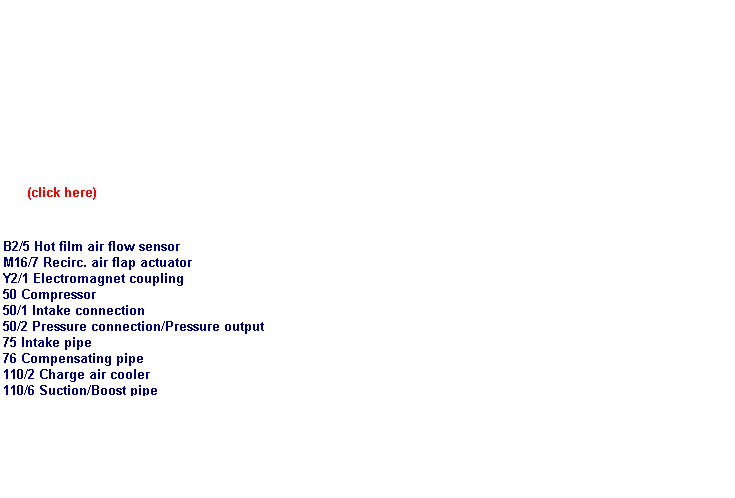 (click here)
B2/5 Hot film air flow sensor
M16/7 Recirc. air flap actuator
Y2/1 Electromagnet coupling
50 Compressor
50/1 Intake connection
50/2 Pressure connection/Pressure output
75 Intake pipe
76 Compensating pipe
110/2 Charge air cooler
110/6 Suction/Boost pipe